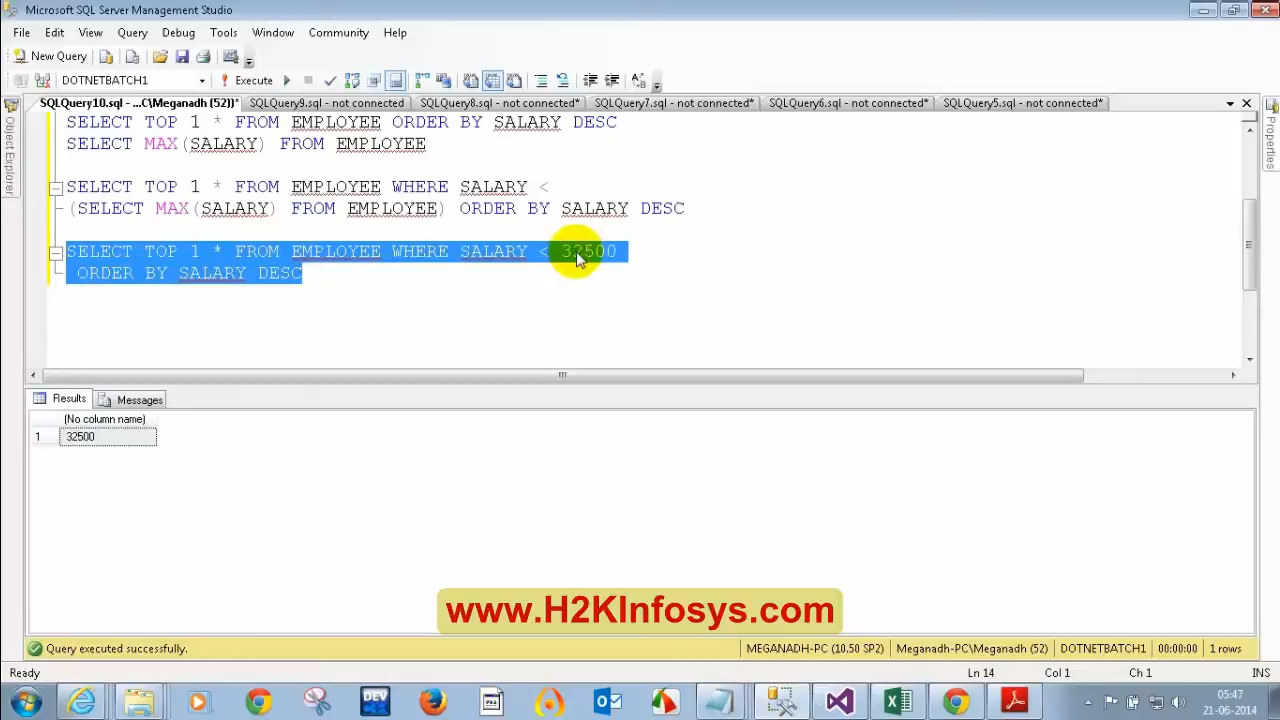 Microsoft SQL Server Management Studio
File Edit View Query Debug Tools Window Community Help
New Query
DOTNETBATCH1 Execute
SQLQuery10.sql - ...C\Meganadh (52))* SQLQuery9.sql - not connected SQLQuery8.sql - not connected* SQLQuery7.sql - not connected* SQLQuery6.sql - not connected* SQLQuery5.sql - not connected*
Object Explorer
Properties
SELECT TOP 1 * FROM EMPLOYEE ORDER BY SALARY DESC
SELECT MAX(SALARY) FROM EMPLOYEE
SELECT TOP 1 * FROM EMPLOYEE WHERE SALARY <
(SELECT MAX(SALARY) FROM EMPLOYEE) ORDER BY SALARY DESC
SELECT TOP 1 * FROM EMPLOYEE WHERE SALARY < 32500
ORDER BY SALARY DESC
Results Messages
(No column name)
1 32500
www.H2KInfosys.com
Query executed successfully. MEGANADH-PC (10.50 SP2) Meganadh-PC\Meganadh (52) DOTNETBATCH1 00:00:00 1 rows
Ready Ln 14 Col 1 Ch 1 INS
DEV
05:47
21-06-2014